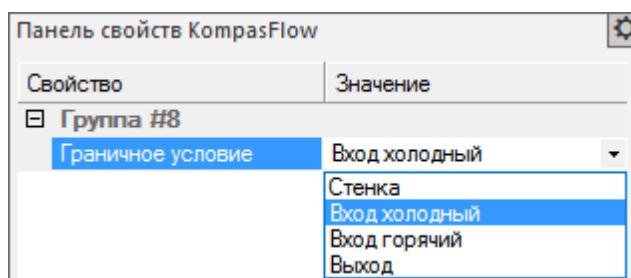 Панель свойств KompasFlow
Свойство Значение
Группа #8
Граничное условие Вход холодный
Стенка
Вход холодный
Вход горячий
Выход